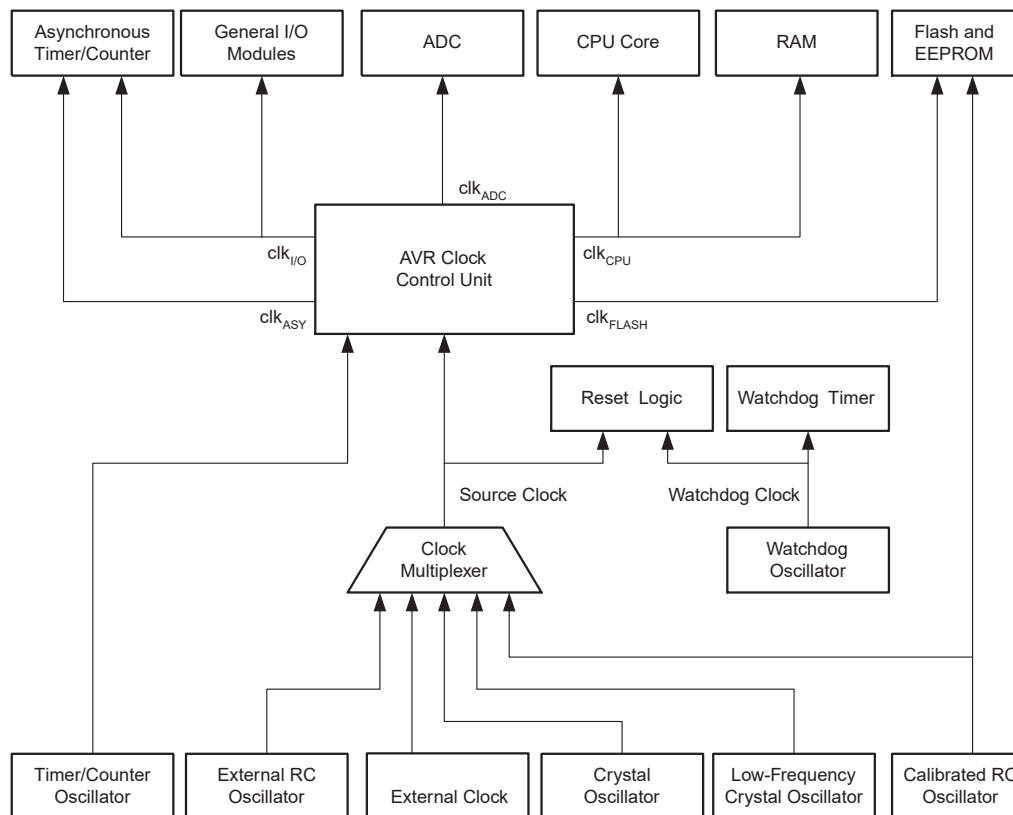 Asynchronous
Timer/Counter
General I/O
Modules
ADC
CPU Core
RAM
Flash and
EEPROM
clkADC
clkI/O
AVR Clock
Control Unit
clkCPU
clkASY
clkFLASH
Reset Logic
Watchdog Timer
Source Clock
Watchdog Clock
Clock
Multiplexer
Watchdog
Oscillator
Timer/Counter
Oscillator
External RC
Oscillator
External Clock
Crystal
Oscillator
Low-Frequency
Crystal Oscillator
Calibrated RC
Oscillator